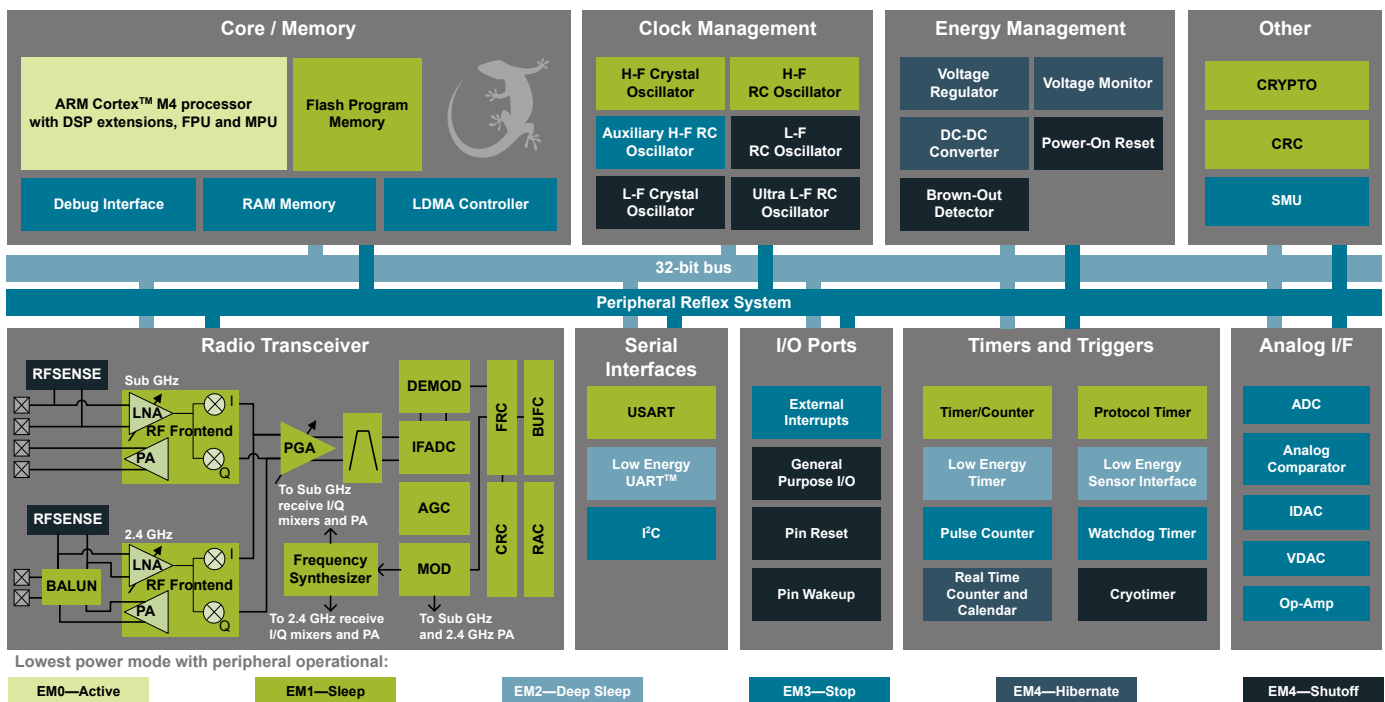 Core / Memory
ARM Cortex™ M4 processor
with DSP extensions, FPU and MPU
Flash Program
Memory
Debug Interface
RAM Memory
LDMA Controller
Clock Management
H-F Crystal
Oscillator
H-F
RC Oscillator
Auxiliary H-F RC
Oscillator
L-F
RC Oscillator
L-F Crystal
Oscillator
Ultra L-F RC
Oscillator
Energy Management
Voltage
Regulator
Voltage Monitor
DC-DC
Converter
Power-On Reset
Brown-Out
Detector
Other
CRYPTO
CRC
SMU
32-bit bus
Peripheral Reflex System
Radio Transceiver
RFSENSE
Sub GHz
LNA
RF Frontend
PA
I
Q
PGA
DEMOD
IFADC
AGC
MOD
FRC
BUFC
CRC
RAC
To Sub GHz
receive I/Q
mixers and PA
RFSENSE
2.4 GHz
LNA
RF Frontend
BALUN
PA
I
Q
Frequency
Synthesizer
To 2.4 GHz receive
I/Q mixers and PA
To Sub GHz
and 2.4 GHz PA
Serial
Interfaces
USART
Low Energy
UART™
I²C
I/O Ports
External
Interrupts
General
Purpose I/O
Pin Reset
Pin Wakeup
Timers and Triggers
Timer/Counter
Protocol Timer
Low Energy
Timer
Low Energy
Sensor Interface
Pulse Counter
Watchdog Timer
Real Time
Counter and
Calendar
Cryotimer
Analog I/F
ADC
Analog
Comparator
IDAC
VDAC
Op-Amp
Lowest power mode with peripheral operational:
EM0—Active
EM1—Sleep
EM2—Deep Sleep
EM3—Stop
EM4—Hibernate
EM4—Shutoff